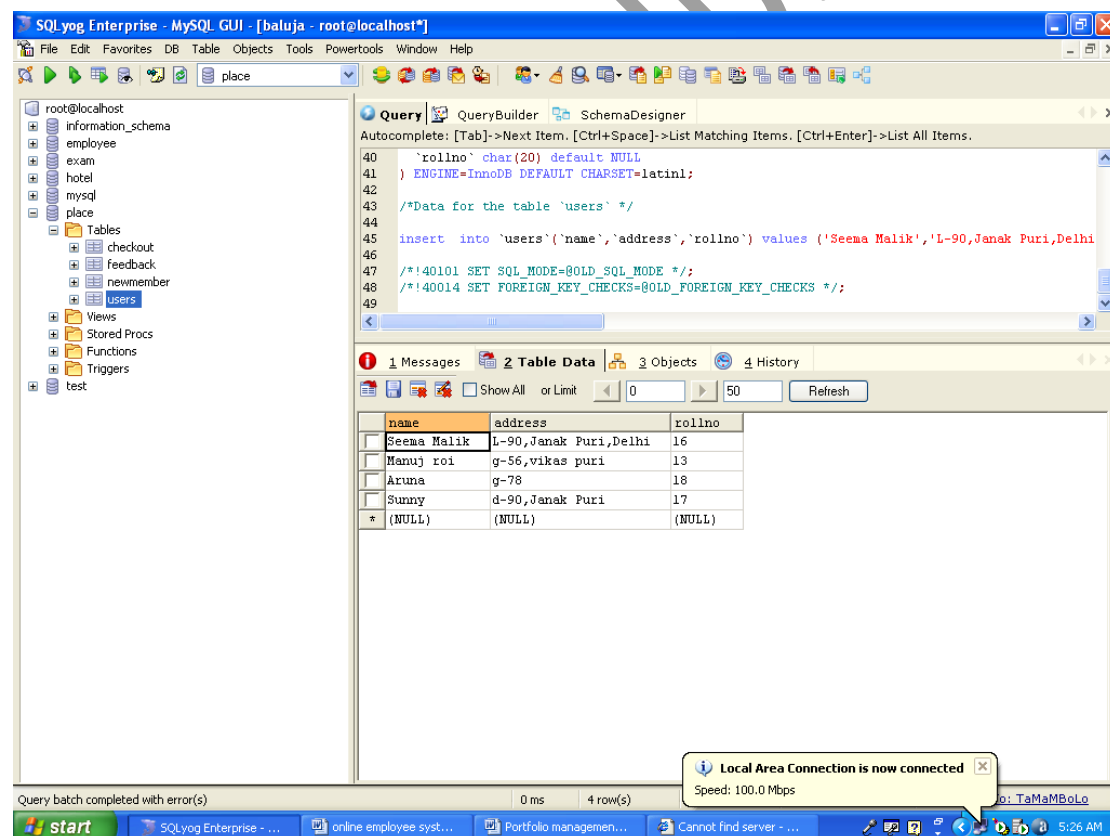 SQLyog Enterprise - MySQL GUI - [baluja - root@localhost*]
File Edit Favorites DB Table Objects Tools Powertools Window Help
place
root@localhost
information_schema
employee
exam
hotel
mysql
place
Tables
checkout
feedback
newmember
users
Views
Stored Procs
Functions
Triggers
test
Query QueryBuilder SchemaDesigner
Autocomplete: [Tab]->Next Item. [Ctrl+Space]->List Matching Items. [Ctrl+Enter]->List All Items.
40 `rollno` char(20) default NULL
41 ) ENGINE=InnoDB DEFAULT CHARSET=latin1;
42
43 /*Data for the table `users` */
44
45 insert into `users`(`name`,`address`,`rollno`) values ('Seema Malik','L-90,Janak Puri,Delhi
46
47 /*!40101 SET SQL_MODE=@OLD_SQL_MODE */;
48 /*!40014 SET FOREIGN_KEY_CHECKS=@OLD_FOREIGN_KEY_CHECKS */;
49
1 Messages 2 Table Data 3 Objects 4 History
Show All or Limit 0 50 Refresh
name address rollno
Seema Malik L-90,Janak Puri,Delhi 16
Manuj roi g-56,vikas puri 13
Aruna g-78 18
Sunny d-90,Janak Puri 17
* (NULL) (NULL) (NULL)
Local Area Connection is now connected
Speed: 100.0 Mbps
Query batch completed with error(s) 0 ms 4 row(s) o: TaMaMBoLo
start SQLyog Enterprise - ... online employee syst... Portfolio managemen... Cannot find server - ... 5:26 AM